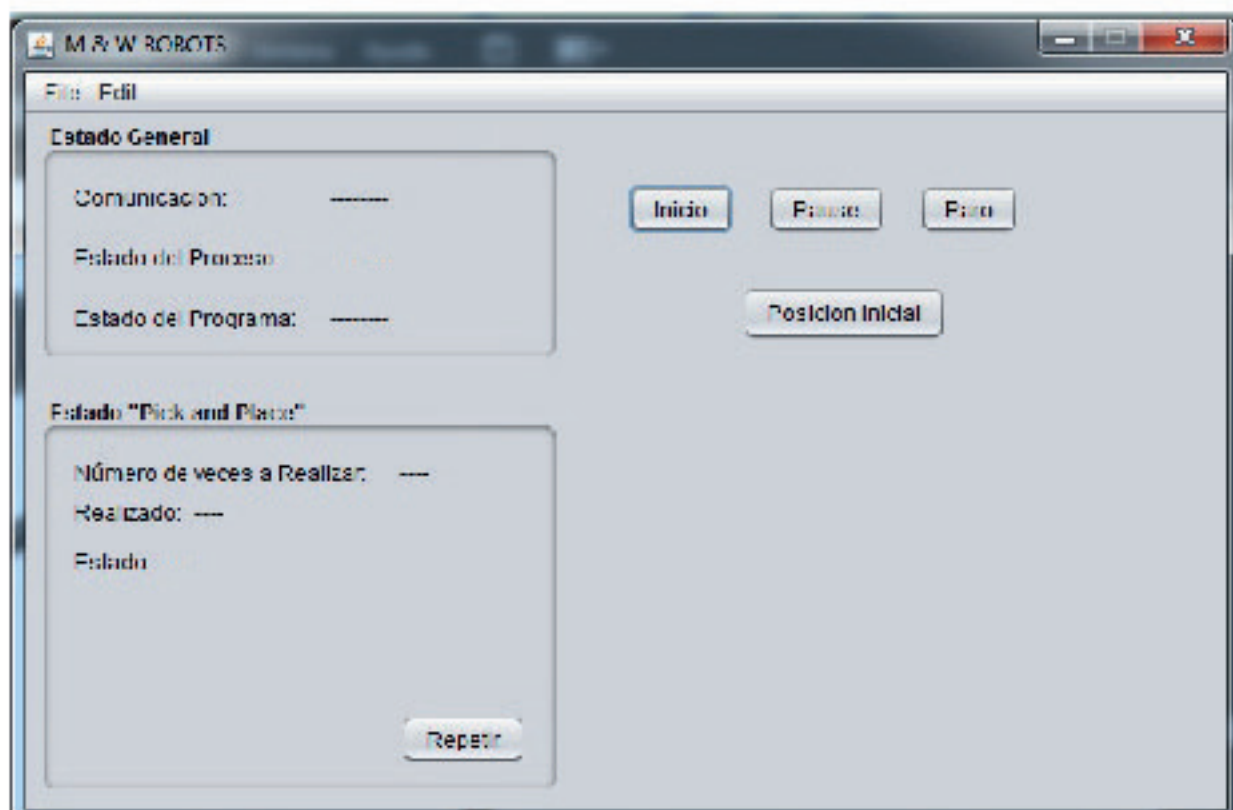 M & W ROBOTS
File Edit
Estado General
Comunicacion: --------
Estado del Proceso
Estado del Programa: --------
Inicio Pause Paro
Posicion Inicial
Estado "Pick and Place"
Número de veces a Realizar: ----
Realizado: ----
Estado
Repetir